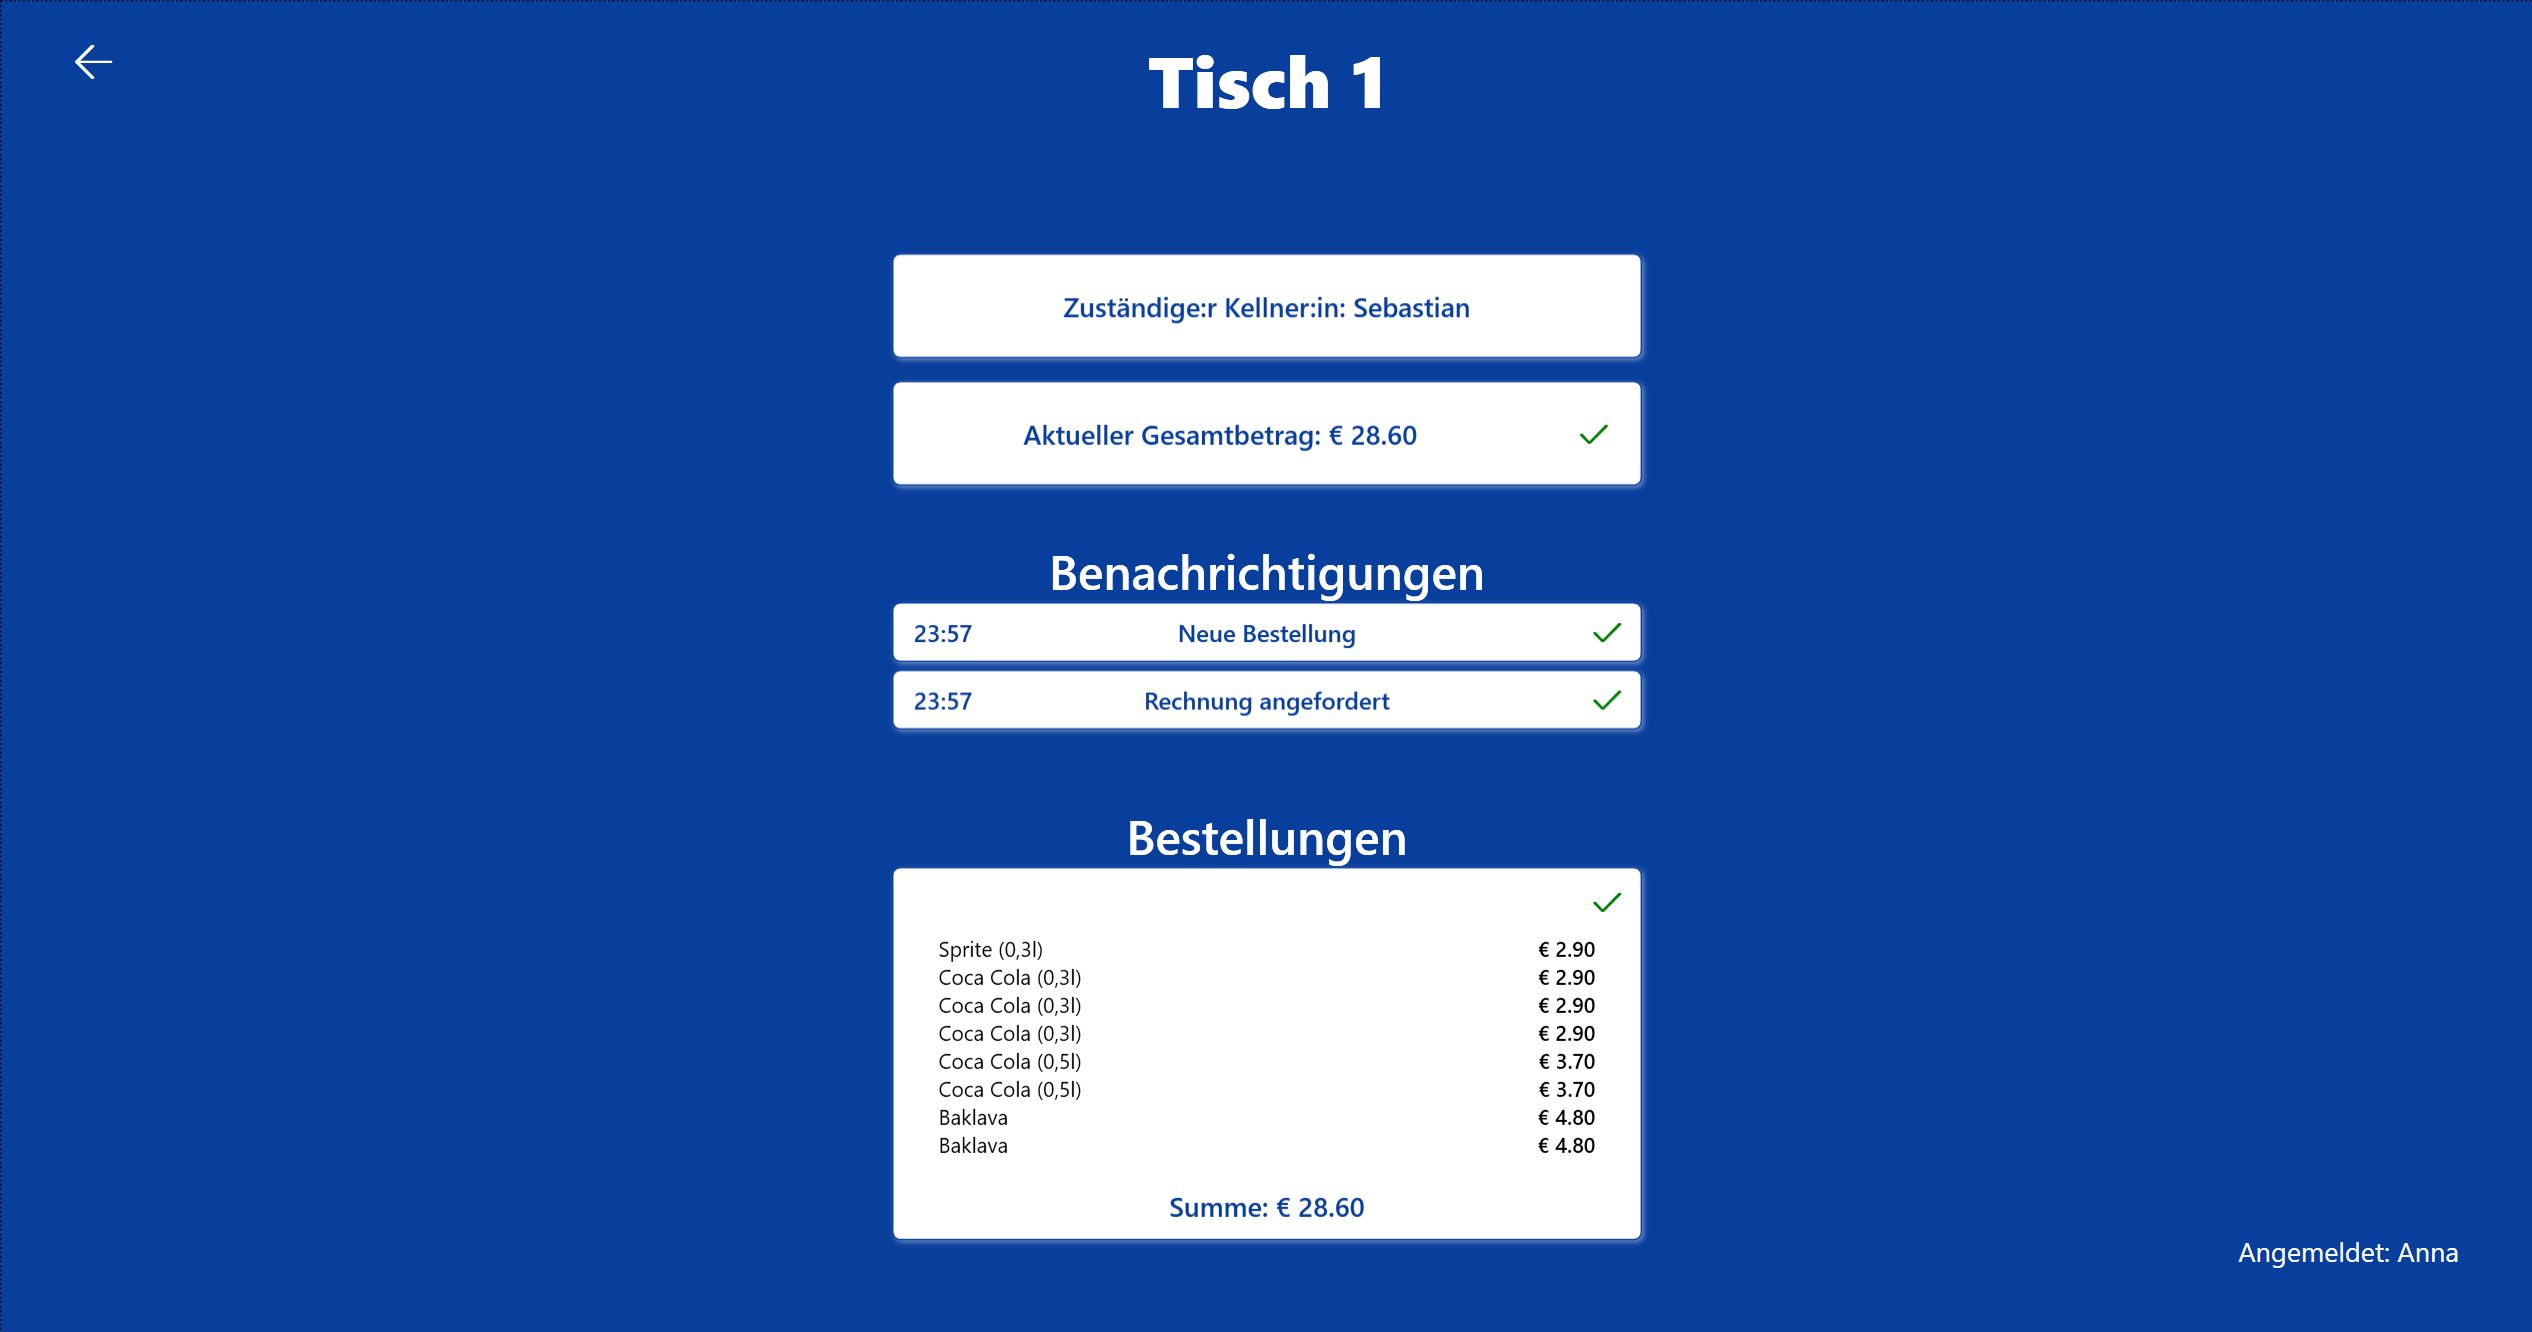 Tisch 1
Zuständige:r Kellner:in: Sebastian
Aktueller Gesamtbetrag: € 28.60
Benachrichtigungen
23:57 Neue Bestellung
23:57 Rechnung angefordert
Bestellungen
Sprite (0,3l) € 2.90
Coca Cola (0,3l) € 2.90
Coca Cola (0,3l) € 2.90
Coca Cola (0,3l) € 2.90
Coca Cola (0,5l) € 3.70
Coca Cola (0,5l) € 3.70
Baklava € 4.80
Baklava € 4.80
Summe: € 28.60
Angemeldet: Anna